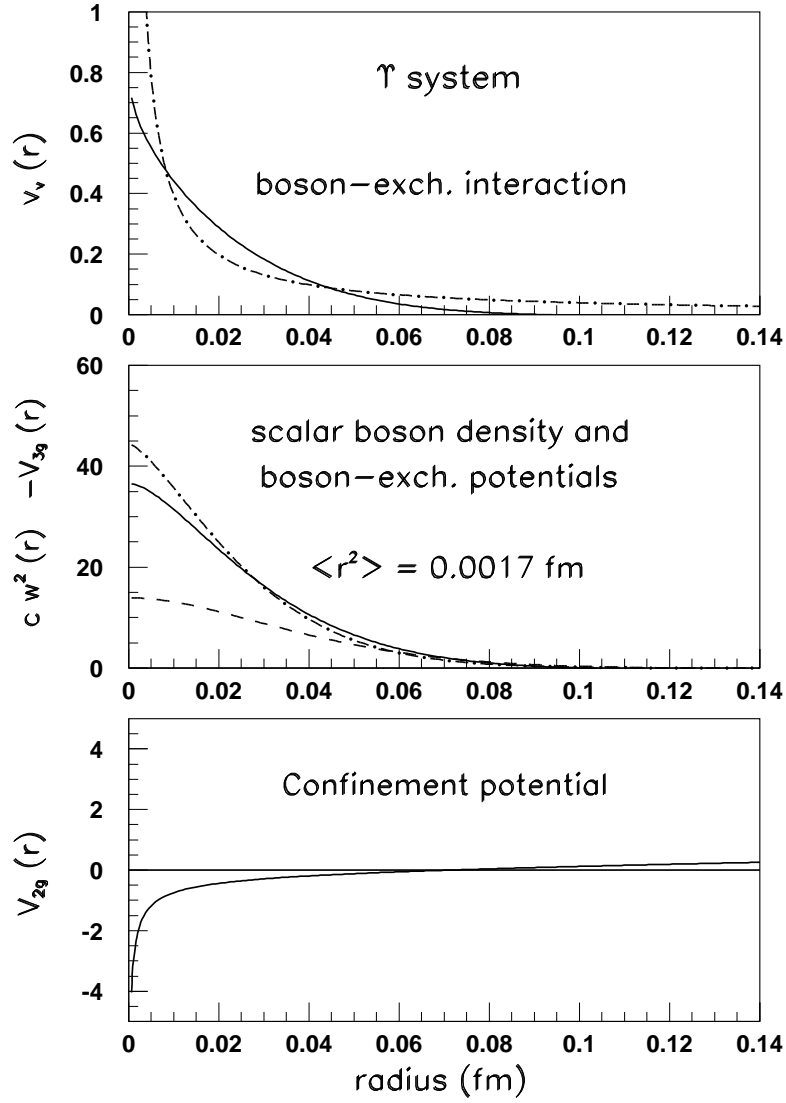 1
0.8
0.6
0.4
0.2
0
v_v (r)
ϒ system
boson−exch. interaction
0 0.02 0.04 0.06 0.08 0.1 0.12 0.14
60
40
20
0
c w² (r) −V_3g (r)
scalar boson density and
boson−exch. potentials
<r²> = 0.0017 fm
0 0.02 0.04 0.06 0.08 0.1 0.12 0.14
4
2
0
-2
-4
V_2g (r)
Confinement potential
0 0.02 0.04 0.06 0.08 0.1 0.12 0.14
radius (fm)